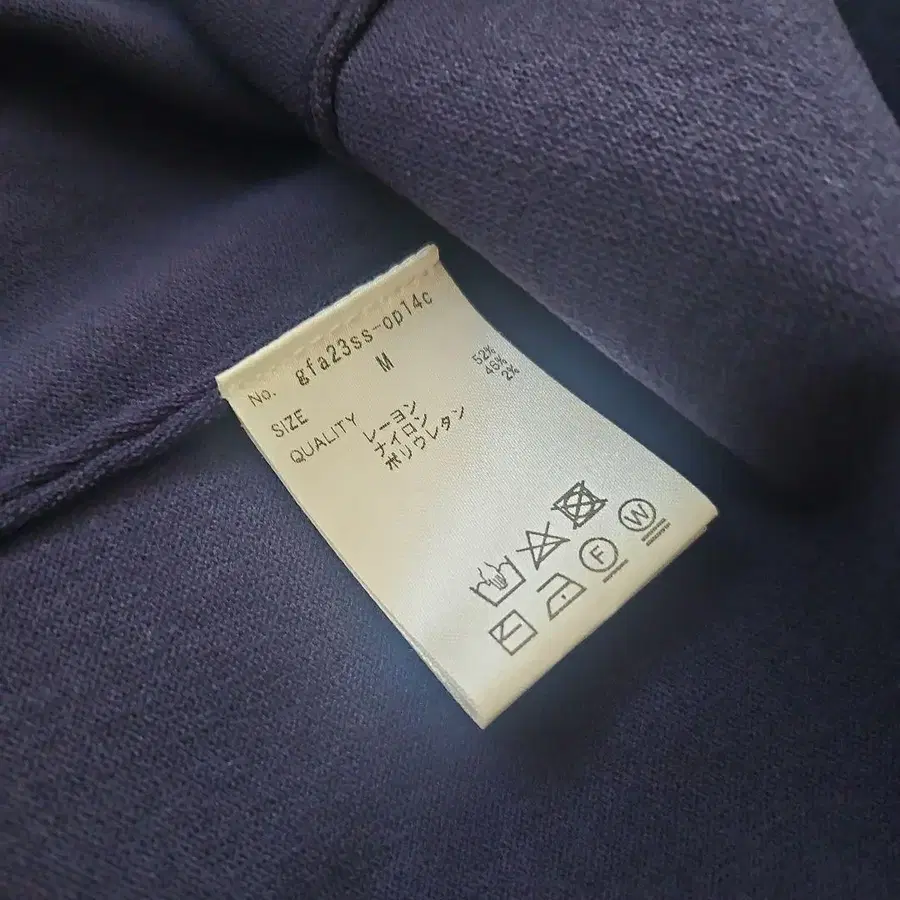 No. gfa23ss-op14c
SIZE M
QUALITY レーヨン 52%
ナイロン 46%
ポリウレタン 2%
F W